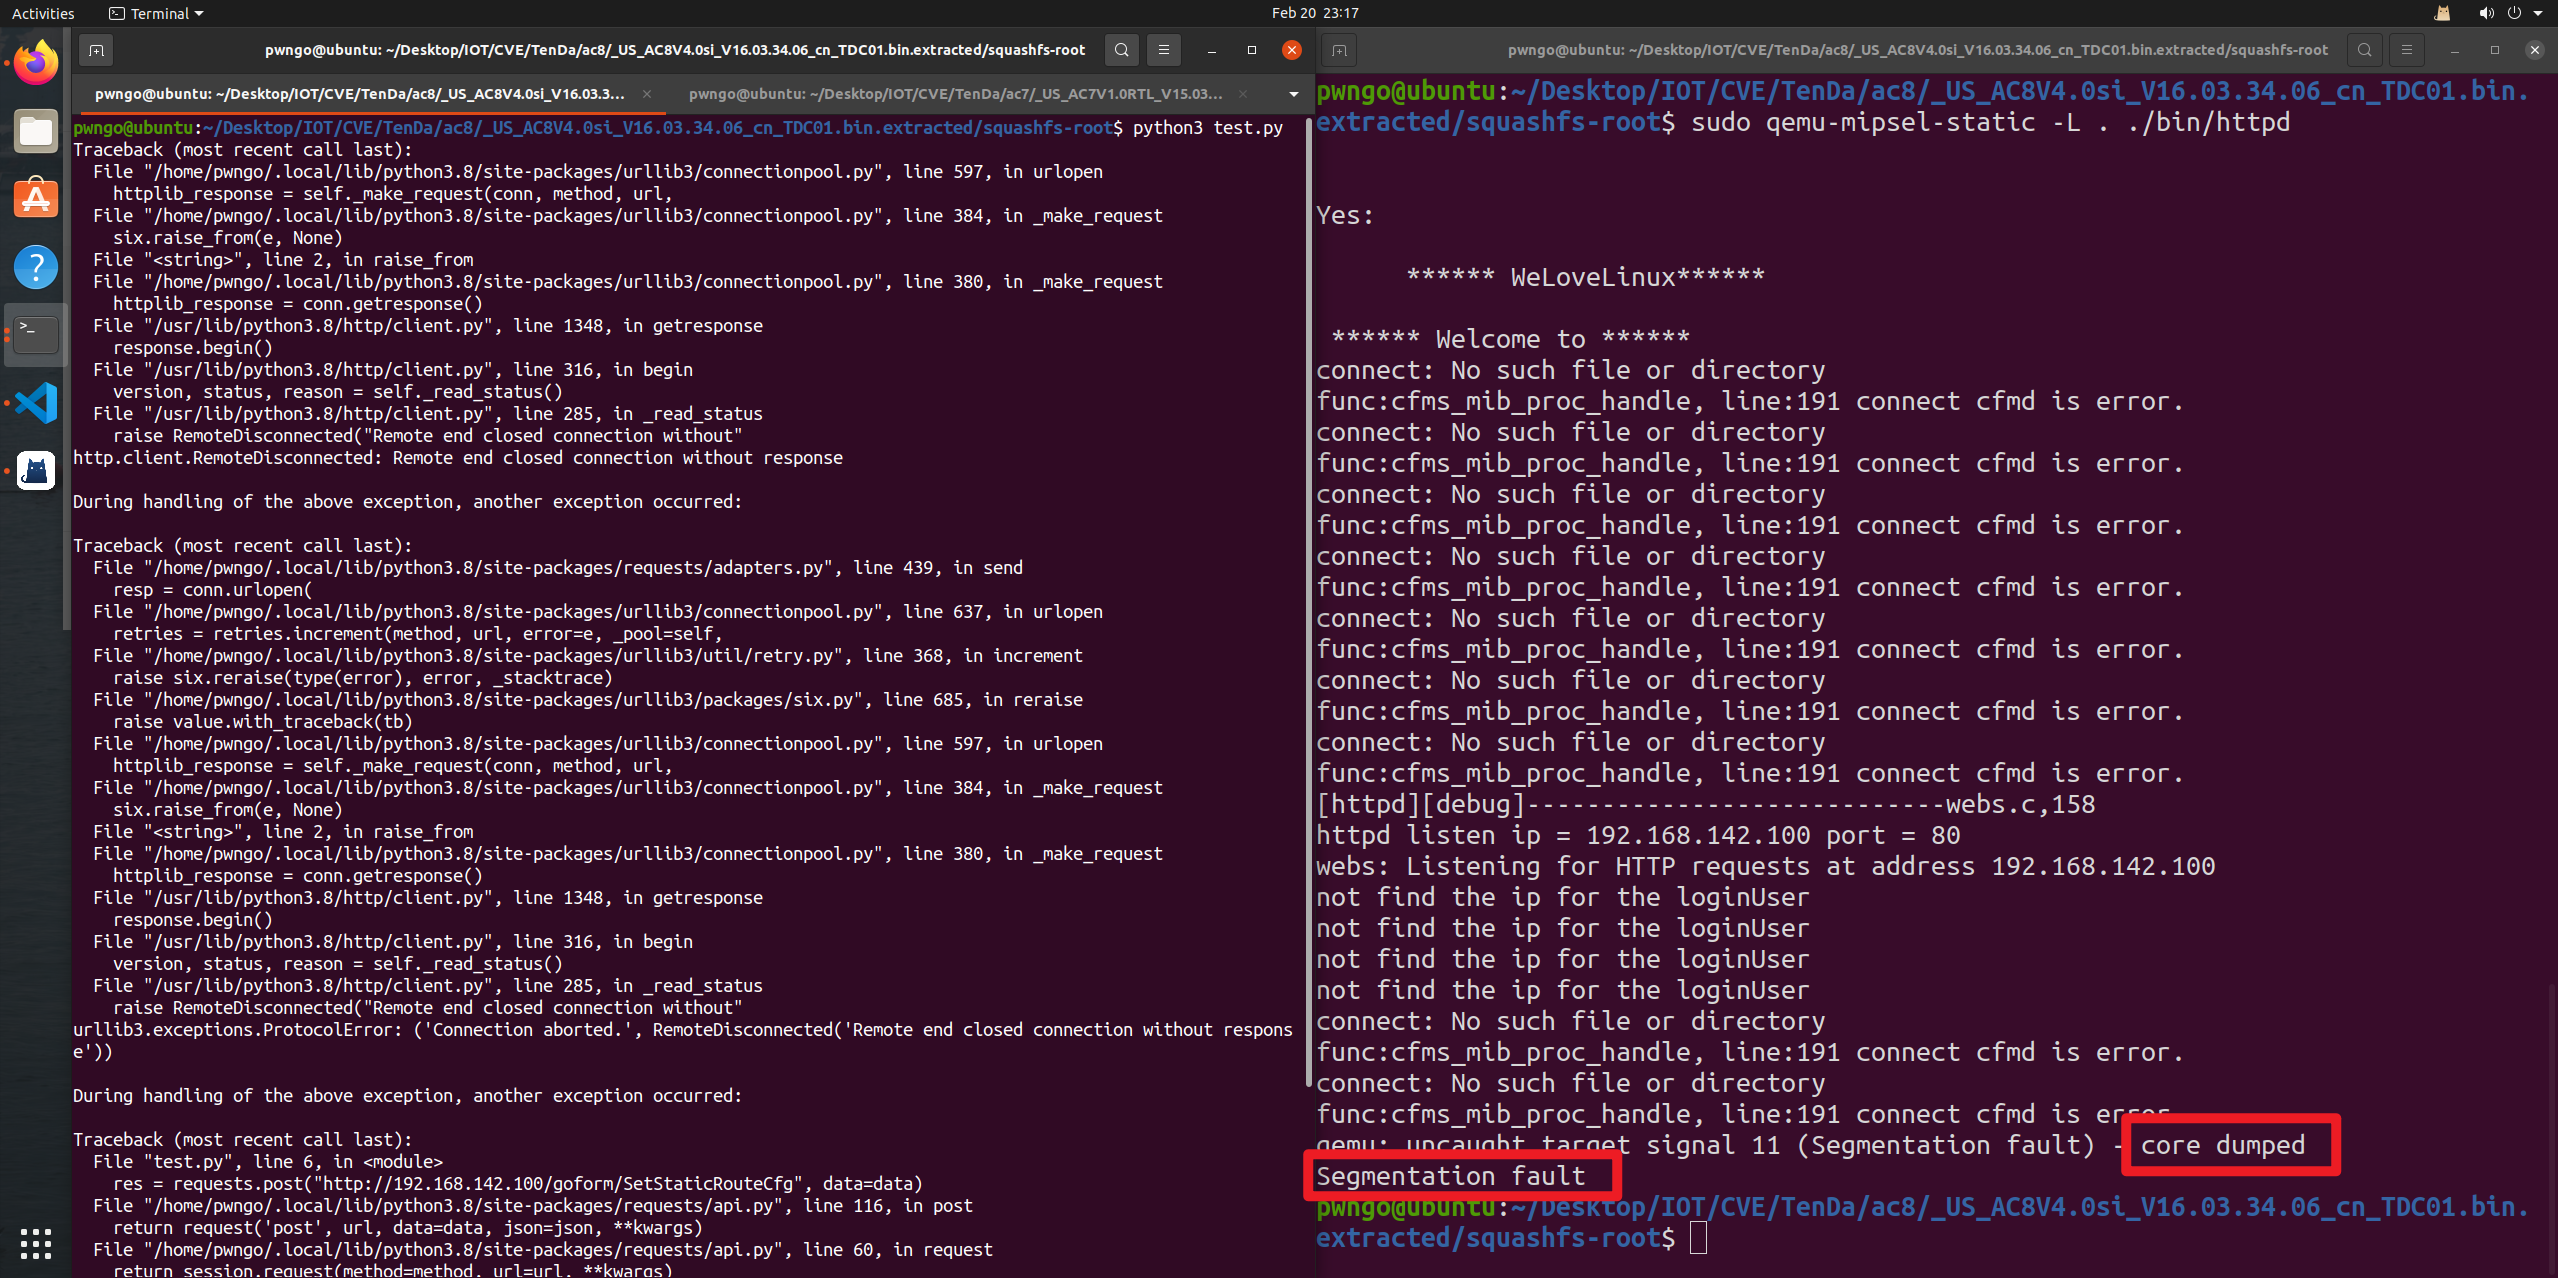 Activities
Terminal
Feb 20 23:17
pwngo@ubuntu: ~/Desktop/IOT/CVE/TenDa/ac8/_US_AC8V4.0si_V16.03.34.06_cn_TDC01.bin.extracted/squashfs-root
pwngo@ubuntu: ~/Desktop/IOT/CVE/TenDa/ac8/_US_AC8V4.0si_V16.03.3...
pwngo@ubuntu: ~/Desktop/IOT/CVE/TenDa/ac7/_US_AC7V1.0RTL_V15.03...
pwngo@ubuntu:~/Desktop/IOT/CVE/TenDa/ac8/_US_AC8V4.0si_V16.03.34.06_cn_TDC01.bin.extracted/squashfs-root$ python3 test.py
Traceback (most recent call last):
  File "/home/pwngo/.local/lib/python3.8/site-packages/urllib3/connectionpool.py", line 597, in urlopen
    httplib_response = self._make_request(conn, method, url,
  File "/home/pwngo/.local/lib/python3.8/site-packages/urllib3/connectionpool.py", line 384, in _make_request
    six.raise_from(e, None)
  File "<string>", line 2, in raise_from
  File "/home/pwngo/.local/lib/python3.8/site-packages/urllib3/connectionpool.py", line 380, in _make_request
    httplib_response = conn.getresponse()
  File "/usr/lib/python3.8/http/client.py", line 1348, in getresponse
    response.begin()
  File "/usr/lib/python3.8/http/client.py", line 316, in begin
    version, status, reason = self._read_status()
  File "/usr/lib/python3.8/http/client.py", line 285, in _read_status
    raise RemoteDisconnected("Remote end closed connection without"
http.client.RemoteDisconnected: Remote end closed connection without response
During handling of the above exception, another exception occurred:
Traceback (most recent call last):
  File "/home/pwngo/.local/lib/python3.8/site-packages/requests/adapters.py", line 439, in send
    resp = conn.urlopen(
  File "/home/pwngo/.local/lib/python3.8/site-packages/urllib3/connectionpool.py", line 637, in urlopen
    retries = retries.increment(method, url, error=e, _pool=self,
  File "/home/pwngo/.local/lib/python3.8/site-packages/urllib3/util/retry.py", line 368, in increment
    raise six.reraise(type(error), error, _stacktrace)
  File "/home/pwngo/.local/lib/python3.8/site-packages/urllib3/packages/six.py", line 685, in reraise
    raise value.with_traceback(tb)
  File "/home/pwngo/.local/lib/python3.8/site-packages/urllib3/connectionpool.py", line 597, in urlopen
    httplib_response = self._make_request(conn, method, url,
  File "/home/pwngo/.local/lib/python3.8/site-packages/urllib3/connectionpool.py", line 384, in _make_request
    six.raise_from(e, None)
  File "<string>", line 2, in raise_from
  File "/home/pwngo/.local/lib/python3.8/site-packages/urllib3/connectionpool.py", line 380, in _make_request
    httplib_response = conn.getresponse()
  File "/usr/lib/python3.8/http/client.py", line 1348, in getresponse
    response.begin()
  File "/usr/lib/python3.8/http/client.py", line 316, in begin
    version, status, reason = self._read_status()
  File "/usr/lib/python3.8/http/client.py", line 285, in _read_status
    raise RemoteDisconnected("Remote end closed connection without"
urllib3.exceptions.ProtocolError: ('Connection aborted.', RemoteDisconnected('Remote end closed connection without respons
e'))
During handling of the above exception, another exception occurred:
Traceback (most recent call last):
  File "test.py", line 6, in <module>
    res = requests.post("http://192.168.142.100/goform/SetStaticRouteCfg", data=data)
  File "/home/pwngo/.local/lib/python3.8/site-packages/requests/api.py", line 116, in post
    return request('post', url, data=data, json=json, **kwargs)
  File "/home/pwngo/.local/lib/python3.8/site-packages/requests/api.py", line 60, in request
    return session.request(method=method, url=url, **kwargs)
pwngo@ubuntu: ~/Desktop/IOT/CVE/TenDa/ac8/_US_AC8V4.0si_V16.03.34.06_cn_TDC01.bin.extracted/squashfs-root
pwngo@ubuntu:~/Desktop/IOT/CVE/TenDa/ac8/_US_AC8V4.0si_V16.03.34.06_cn_TDC01.bin.
extracted/squashfs-root$ sudo qemu-mipsel-static -L . ./bin/httpd
Yes:
****** WeLoveLinux******
****** Welcome to ******
connect: No such file or directory
func:cfms_mib_proc_handle, line:191 connect cfmd is error.
connect: No such file or directory
func:cfms_mib_proc_handle, line:191 connect cfmd is error.
connect: No such file or directory
func:cfms_mib_proc_handle, line:191 connect cfmd is error.
connect: No such file or directory
func:cfms_mib_proc_handle, line:191 connect cfmd is error.
connect: No such file or directory
func:cfms_mib_proc_handle, line:191 connect cfmd is error.
connect: No such file or directory
func:cfms_mib_proc_handle, line:191 connect cfmd is error.
connect: No such file or directory
func:cfms_mib_proc_handle, line:191 connect cfmd is error.
[httpd][debug]----------------------------webs.c,158
httpd listen ip = 192.168.142.100 port = 80
webs: Listening for HTTP requests at address 192.168.142.100
not find the ip for the loginUser
not find the ip for the loginUser
not find the ip for the loginUser
not find the ip for the loginUser
connect: No such file or directory
func:cfms_mib_proc_handle, line:191 connect cfmd is error.
connect: No such file or directory
func:cfms_mib_proc_handle, line:191 connect cfmd is error
qemu: uncaught target signal 11 (Segmentation fault) - core dumped
Segmentation fault
pwngo@ubuntu:~/Desktop/IOT/CVE/TenDa/ac8/_US_AC8V4.0si_V16.03.34.06_cn_TDC01.bin.
extracted/squashfs-root$